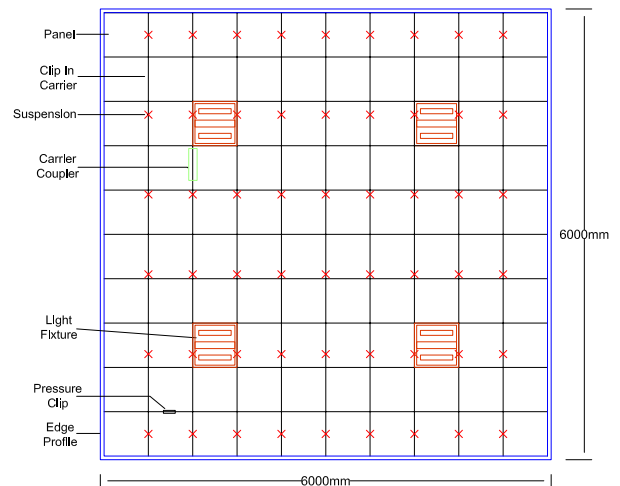 Panel
Clip In
Carrier
Suspension
Carrier
Coupler
Light
Fixture
Pressure
Clip
Edge
Profile
6000mm
6000mm